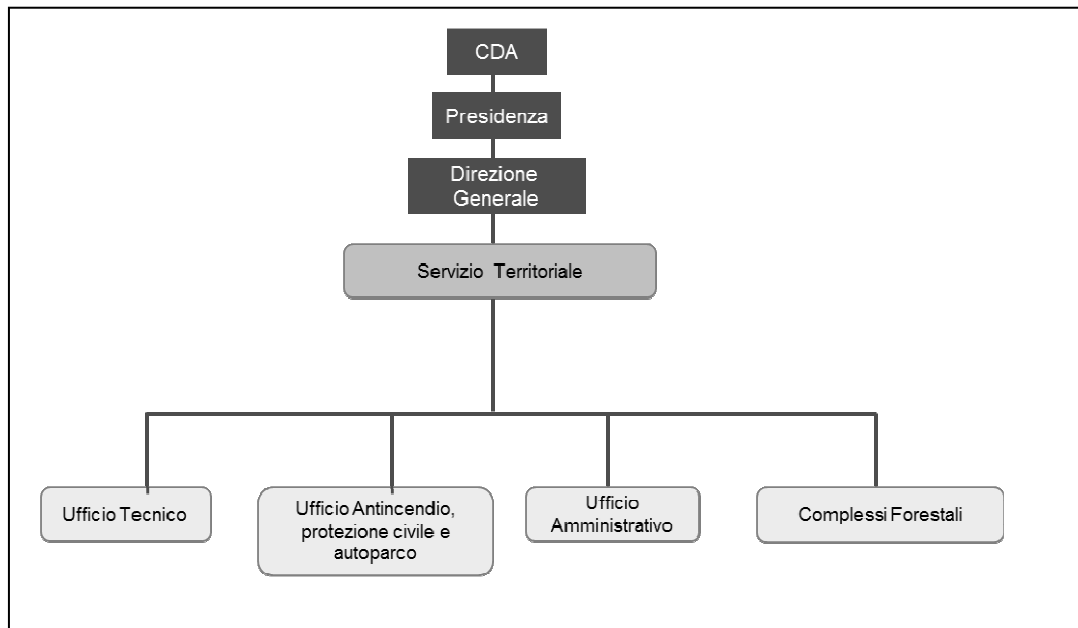 CDA
Presidenza
Direzione
Generale
Servizio Territoriale
Ufficio Tecnico
Ufficio Antincendio,
protezione civile e
autoparco
Ufficio
Amministrativo
Complessi Forestali